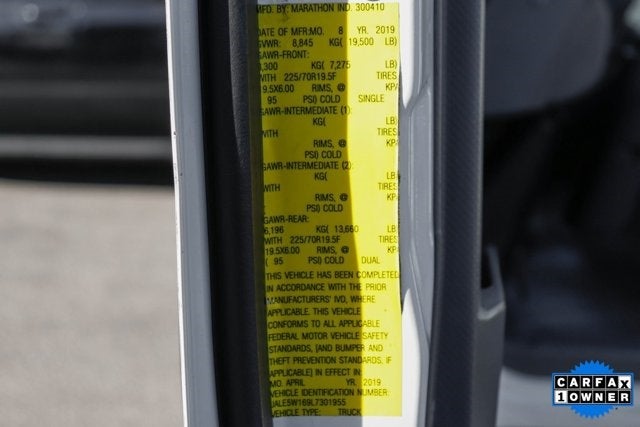 MFD. BY: MARATHON IND. 300410
DATE OF MFR:MO. 8 YR. 2019
GVWR: 8,845 KG( 19,500 LB)
GAWR-FRONT:
,300 KG( 7,275 LB)
WITH 225/70R19.5F TIRES
19.5X6.00 RIMS, @ KPA
95 PSI) COLD SINGLE
GAWR-INTERMEDIATE (1):
KG( LB)
WITH TIRES
RIMS, @ KPA
PSI) COLD
GAWR-INTERMEDIATE (2):
KG( LB)
WITH TIRES
RIMS, @ KPA
PSI) COLD
GAWR-REAR:
6,196 KG( 13,660 LB
WITH 225/70R19.5F TIRES
19.5X6.00 RIMS, @ KPA
( 95 PSI) COLD DUAL
THIS VEHICLE HAS BEEN COMPLETED
IN ACCORDANCE WITH THE PRIOR
MANUFACTURERS' IVD, WHERE
APPLICABLE. THIS VEHICLE
CONFORMS TO ALL APPLICABLE
FEDERAL MOTOR VEHICLE SAFETY
STANDARDS, [AND BUMPER AND
THEFT PREVENTION STANDARDS, IF
APPLICABLE] IN EFFECT IN:
MO. APRIL YR. 2019
VEHICLE IDENTIFICATION NUMBER:
JALE5W169L7301955
VEHICLE TYPE: TRUCK
CARFAX
1 OWNER